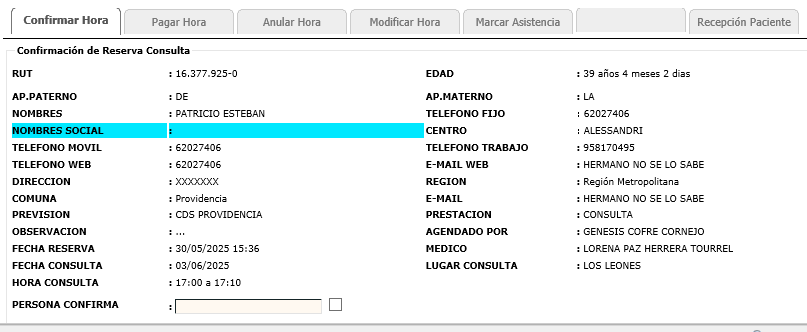 Confirmar Hora Pagar Hora Anular Hora Modificar Hora Marcar Asistencia Recepción Paciente
Confirmación de Reserva Consulta
RUT : 16.377.925-0 EDAD : 39 años 4 meses 2 dias
AP.PATERNO : DE AP.MATERNO : LA
NOMBRES : PATRICIO ESTEBAN TELEFONO FIJO : 62027406
NOMBRES SOCIAL : CENTRO : ALESSANDRI
TELEFONO MOVIL : 62027406 TELEFONO TRABAJO : 958170495
TELEFONO WEB : 62027406 E-MAIL WEB : HERMANO NO SE LO SABE
DIRECCION : XXXXXXX REGION : Región Metropolitana
COMUNA : Providencia E-MAIL : HERMANO NO SE LO SABE
PREVISION : CDS PROVIDENCIA PRESTACION : CONSULTA
OBSERVACION : ... AGENDADO POR : GENESIS COFRE CORNEJO
FECHA RESERVA : 30/05/2025 15:36 MEDICO : LORENA PAZ HERRERA TOURREL
FECHA CONSULTA : 03/06/2025 LUGAR CONSULTA : LOS LEONES
HORA CONSULTA : 17:00 a 17:10
PERSONA CONFIRMA :